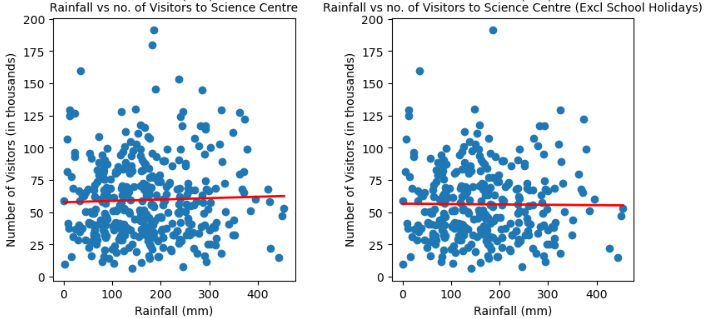 Rainfall vs no. of Visitors to Science Centre
200
175
150
125
100
75
50
25
0
Number of Visitors (in thousands)
0 100 200 300 400
Rainfall (mm)
Rainfall vs no. of Visitors to Science Centre (Excl School Holidays)
200
175
150
125
100
75
50
25
0
Number of Visitors (in thousands)
0 100 200 300 400
Rainfall (mm)